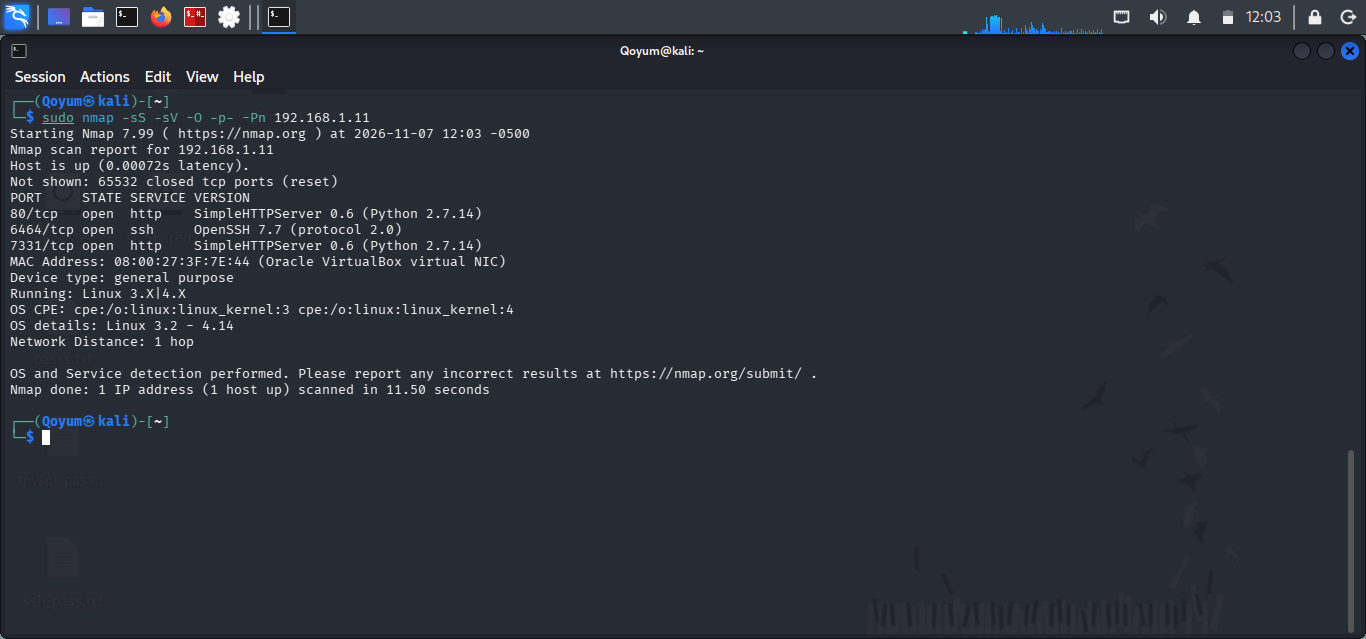 12:03
Qoyum@kali: ~
Session Actions Edit View Help
┌──(Qoyum㉿kali)-[~]
└─$ sudo nmap -sS -sV -O -p- -Pn 192.168.1.11
Starting Nmap 7.99 ( https://nmap.org ) at 2026-11-07 12:03 -0500
Nmap scan report for 192.168.1.11
Host is up (0.00072s latency).
Not shown: 65532 closed tcp ports (reset)
PORT     STATE SERVICE VERSION
80/tcp   open  http    SimpleHTTPServer 0.6 (Python 2.7.14)
6464/tcp open  ssh     OpenSSH 7.7 (protocol 2.0)
7331/tcp open  http    SimpleHTTPServer 0.6 (Python 2.7.14)
MAC Address: 08:00:27:3F:7E:44 (Oracle VirtualBox virtual NIC)
Device type: general purpose
Running: Linux 3.X|4.X
OS CPE: cpe:/o:linux:linux_kernel:3 cpe:/o:linux:linux_kernel:4
OS details: Linux 3.2 - 4.14
Network Distance: 1 hop
OS and Service detection performed. Please report any incorrect results at https://nmap.org/submit/ .
Nmap done: 1 IP address (1 host up) scanned in 11.50 seconds
┌──(Qoyum㉿kali)-[~]
└─$
mysql_pass...
ssh_pass.txt